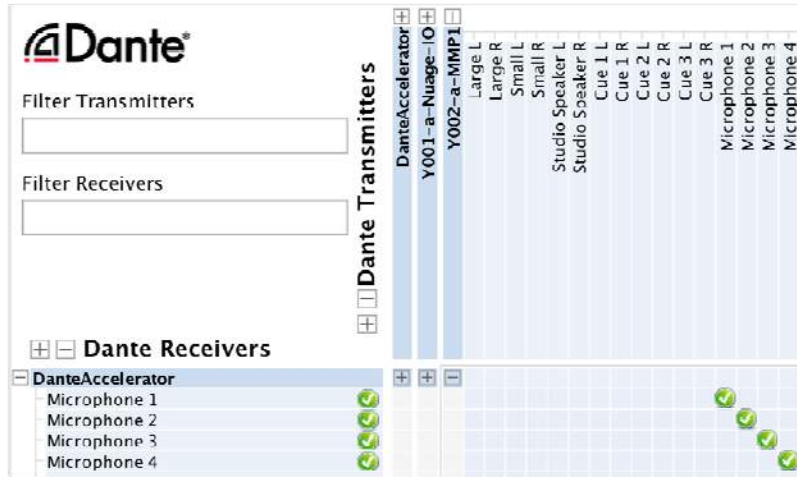 Dante®
Filter Transmitters
Filter Receivers
Dante Transmitters
Dante Receivers
DanteAccelerator
Y001-a-Nuage-IO
Y002-a-MMP1
Large L
Large R
Small L
Small R
Studio Speaker L
Studio Speaker R
Cue 1 L
Cue 1 R
Cue 2 L
Cue 2 R
Cue 3 L
Cue 3 R
Microphone 1
Microphone 2
Microphone 3
Microphone 4
DanteAccelerator
Microphone 1
Microphone 2
Microphone 3
Microphone 4